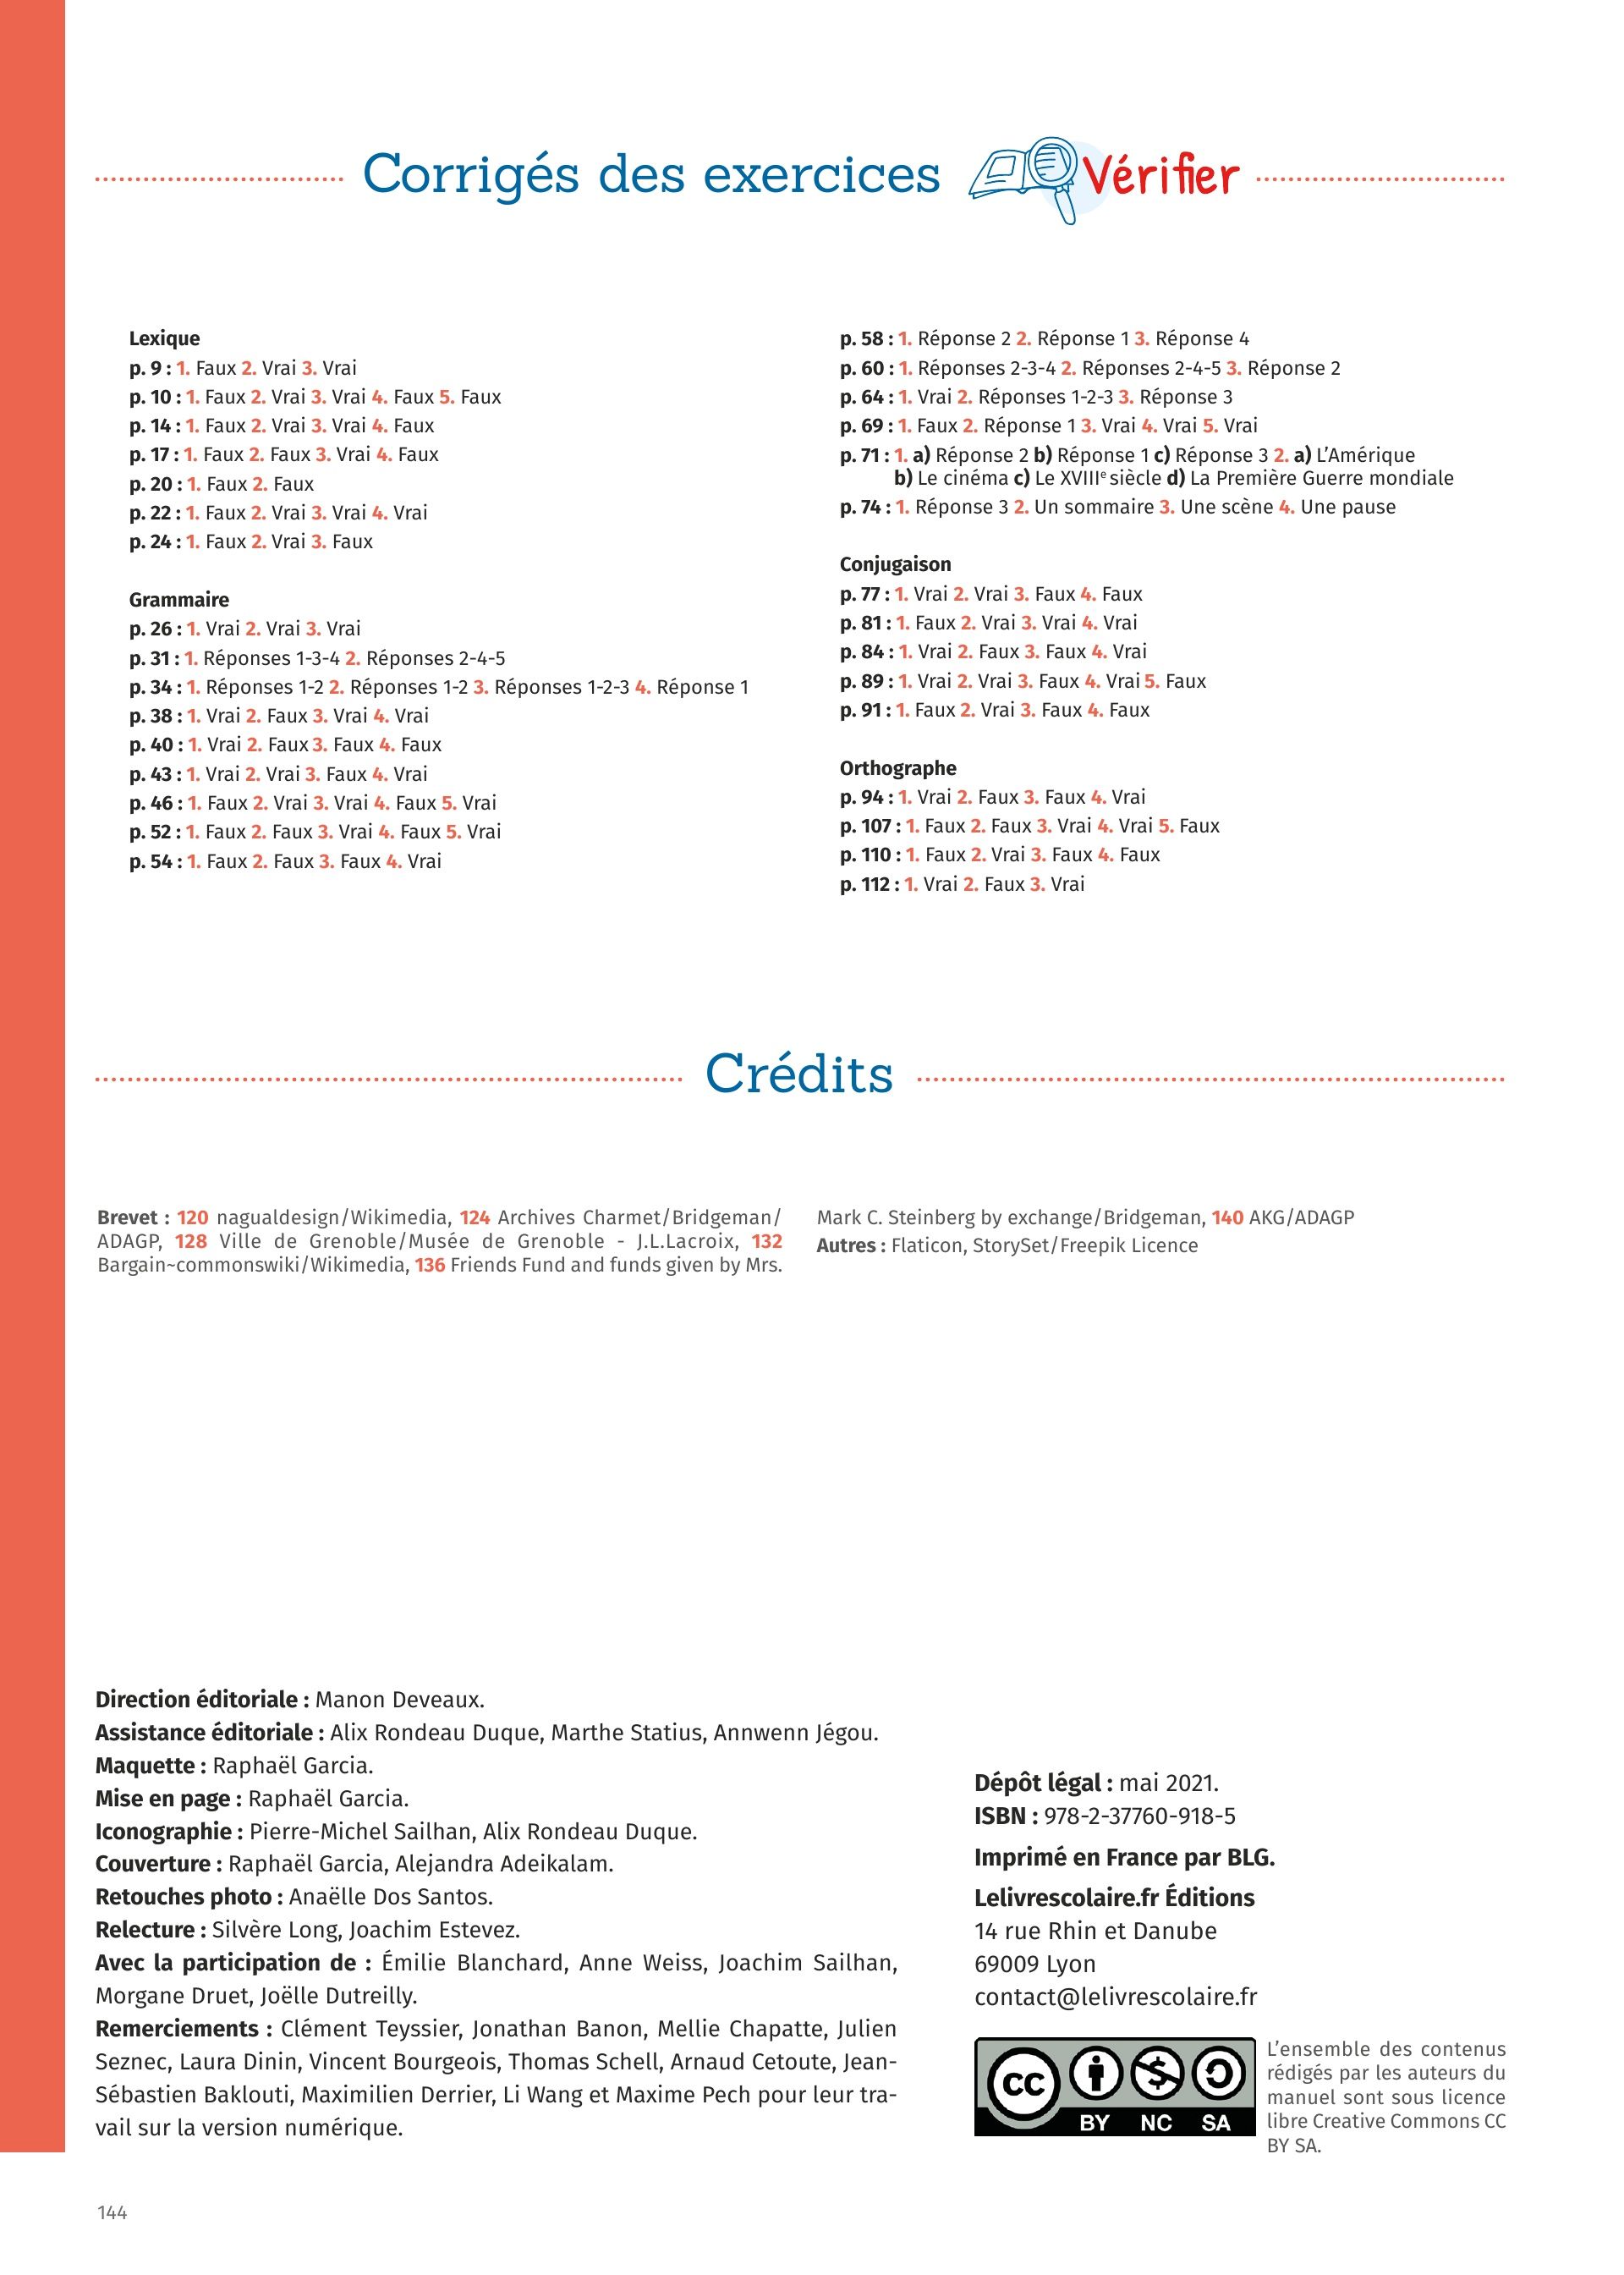 Corrigés des exercices Vérifier
Lexique
p. 9 : 1. Faux 2. Vrai 3. Vrai
p. 10 : 1. Faux 2. Vrai 3. Vrai 4. Faux 5. Faux
p. 14 : 1. Faux 2. Vrai 3. Vrai 4. Faux
p. 17 : 1. Faux 2. Faux 3. Vrai 4. Faux
p. 20 : 1. Faux 2. Faux
p. 22 : 1. Faux 2. Vrai 3. Vrai 4. Vrai
p. 24 : 1. Faux 2. Vrai 3. Faux
Grammaire
p. 26 : 1. Vrai 2. Vrai 3. Vrai
p. 31 : 1. Réponses 1-3-4 2. Réponses 2-4-5
p. 34 : 1. Réponses 1-2 2. Réponses 1-2 3. Réponses 1-2-3 4. Réponse 1
p. 38 : 1. Vrai 2. Faux 3. Vrai 4. Vrai
p. 40 : 1. Vrai 2. Faux 3. Faux 4. Faux
p. 43 : 1. Vrai 2. Vrai 3. Faux 4. Vrai
p. 46 : 1. Faux 2. Vrai 3. Vrai 4. Faux 5. Vrai
p. 52 : 1. Faux 2. Faux 3. Vrai 4. Faux 5. Vrai
p. 54 : 1. Faux 2. Faux 3. Faux 4. Vrai
p. 58 : 1. Réponse 2 2. Réponse 1 3. Réponse 4
p. 60 : 1. Réponses 2-3-4 2. Réponses 2-4-5 3. Réponse 2
p. 64 : 1. Vrai 2. Réponses 1-2-3 3. Réponse 3
p. 69 : 1. Faux 2. Réponse 1 3. Vrai 4. Vrai 5. Vrai
p. 71 : 1. a) Réponse 2 b) Réponse 1 c) Réponse 3 2. a) L'Amérique
b) Le cinéma c) Le XVIIIe siècle d) La Première Guerre mondiale
p. 74 : 1. Réponse 3 2. Un sommaire 3. Une scène 4. Une pause
Conjugaison
p. 77 : 1. Vrai 2. Vrai 3. Faux 4. Faux
p. 81 : 1. Faux 2. Vrai 3. Vrai 4. Vrai
p. 84 : 1. Vrai 2. Faux 3. Faux 4. Vrai
p. 89 : 1. Vrai 2. Vrai 3. Faux 4. Vrai 5. Faux
p. 91 : 1. Faux 2. Vrai 3. Faux 4. Faux
Orthographe
p. 94 : 1. Vrai 2. Faux 3. Faux 4. Vrai
p. 107 : 1. Faux 2. Faux 3. Vrai 4. Vrai 5. Faux
p. 110 : 1. Faux 2. Vrai 3. Faux 4. Faux
p. 112 : 1. Vrai 2. Faux 3. Vrai
Crédits
Brevet : 120 nagualdesign/Wikimedia, 124 Archives Charmet/Bridgeman/
ADAGP, 128 Ville de Grenoble/Musée de Grenoble - J.L.Lacroix, 132
Bargain~commonswiki/Wikimedia, 136 Friends Fund and funds given by Mrs.
Mark C. Steinberg by exchange/Bridgeman, 140 AKG/ADAGP
Autres : Flaticon, StorySet/Freepik Licence
Direction éditoriale : Manon Deveaux.
Assistance éditoriale : Alix Rondeau Duque, Marthe Statius, Annwenn Jégou.
Maquette : Raphaël Garcia.
Mise en page : Raphaël Garcia.
Iconographie : Pierre-Michel Sailhan, Alix Rondeau Duque.
Couverture : Raphaël Garcia, Alejandra Adeikalam.
Retouches photo : Anaëlle Dos Santos.
Relecture : Silvère Long, Joachim Estevez.
Avec la participation de : Émilie Blanchard, Anne Weiss, Joachim Sailhan,
Morgane Druet, Joëlle Dutreilly.
Remerciements : Clément Teyssier, Jonathan Banon, Mellie Chapatte, Julien
Seznec, Laura Dinin, Vincent Bourgeois, Thomas Schell, Arnaud Cetoute, Jean-
Sébastien Baklouti, Maximilien Derrier, Li Wang et Maxime Pech pour leur tra-
vail sur la version numérique.
Dépôt légal : mai 2021.
ISBN : 978-2-37760-918-5
Imprimé en France par BLG.
Lelivrescolaire.fr Éditions
14 rue Rhin et Danube
69009 Lyon
contact@lelivrescolaire.fr
cc
BY NC SA
L'ensemble des contenus
rédigés par les auteurs du
manuel sont sous licence
libre Creative Commons CC
BY SA.
144